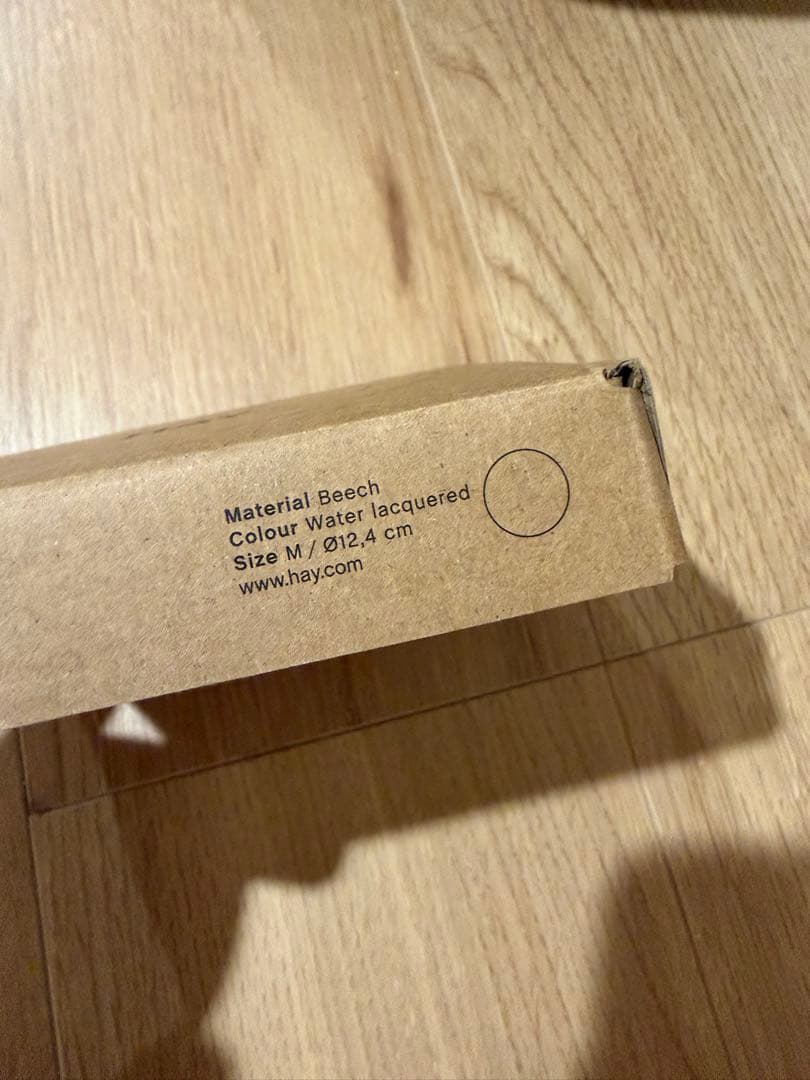 Material Beech
Colour Water lacquered
Size M / Ø12,4 cm
www.hay.com